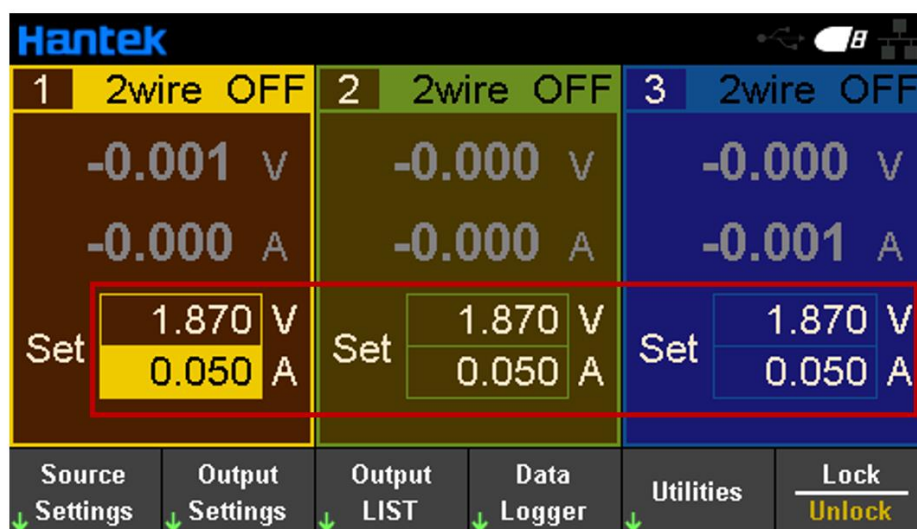 Hantek 8
1 2wire OFF 2 2wire OFF 3 2wire OFF
-0.001 V -0.000 V -0.000 V
-0.000 A -0.000 A -0.001 A
Set 1.870 V Set 1.870 V Set 1.870 V
0.050 A 0.050 A 0.050 A
Source Settings Output Settings Output LIST Data Logger Utilities Lock Unlock